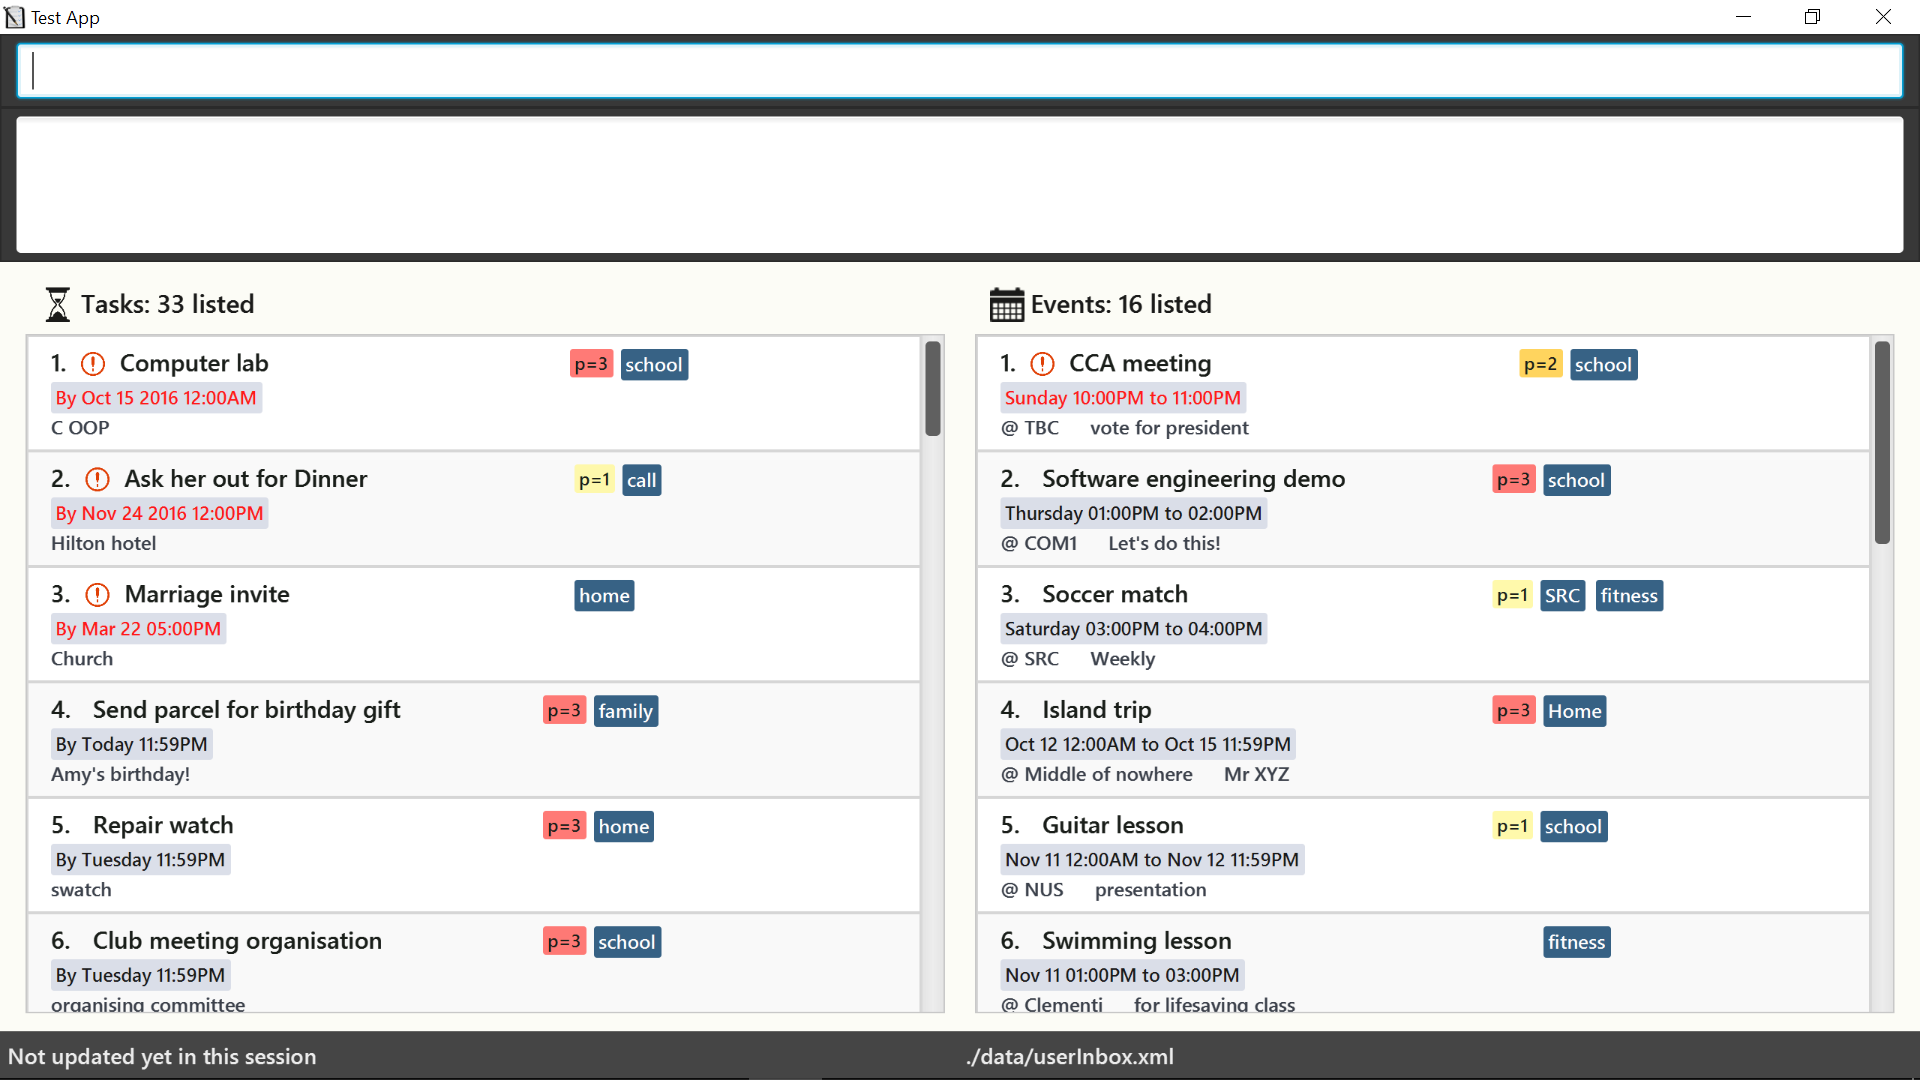 Test App
Tasks: 33 listed
1. Computer lab p=3 school
By Oct 15 2016 12:00AM
C OOP
2. Ask her out for Dinner p=1 call
By Nov 24 2016 12:00PM
Hilton hotel
3. Marriage invite home
By Mar 22 05:00PM
Church
4. Send parcel for birthday gift p=3 family
By Today 11:59PM
Amy's birthday!
5. Repair watch p=3 home
By Tuesday 11:59PM
swatch
6. Club meeting organisation p=3 school
By Tuesday 11:59PM
organising committee
Events: 16 listed
1. CCA meeting p=2 school
Sunday 10:00PM to 11:00PM
@ TBC vote for president
2. Software engineering demo p=3 school
Thursday 01:00PM to 02:00PM
@ COM1 Let's do this!
3. Soccer match p=1 SRC fitness
Saturday 03:00PM to 04:00PM
@ SRC Weekly
4. Island trip p=3 Home
Oct 12 12:00AM to Oct 15 11:59PM
@ Middle of nowhere Mr XYZ
5. Guitar lesson p=1 school
Nov 11 12:00AM to Nov 12 11:59PM
@ NUS presentation
6. Swimming lesson fitness
Nov 11 01:00PM to 03:00PM
@ Clementi for lifesaving class
Not updated yet in this session
./data/userInbox.xml